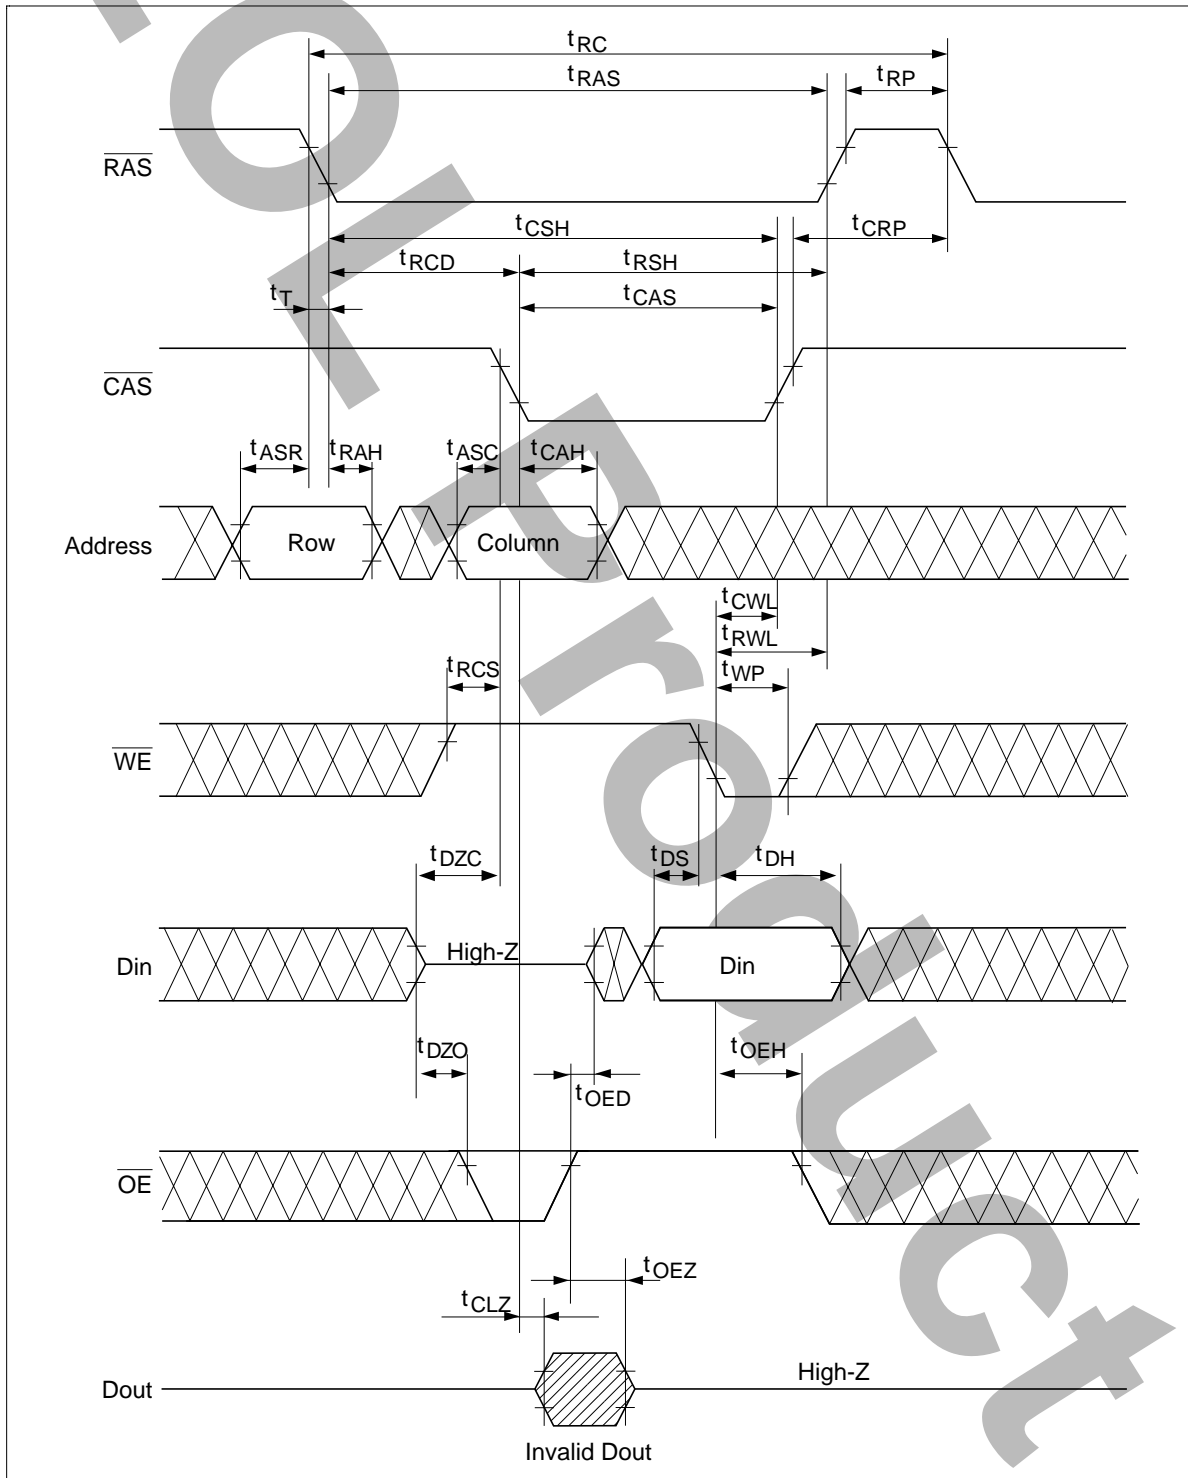 tRC
tRAS
tRP
RAS
tCSH
tCRP
tRCD
tRSH
tT
tCAS
CAS
tASR
tRAH
tASC
tCAH
Address
Row
Column
tCWL
tRWL
tRCS
tWP
WE
tDZC
tDS
tDH
Din
High-Z
Din
tDZO
tOED
tOEH
OE
tOEZ
tCLZ
Dout
High-Z
Invalid Dout
OL Product